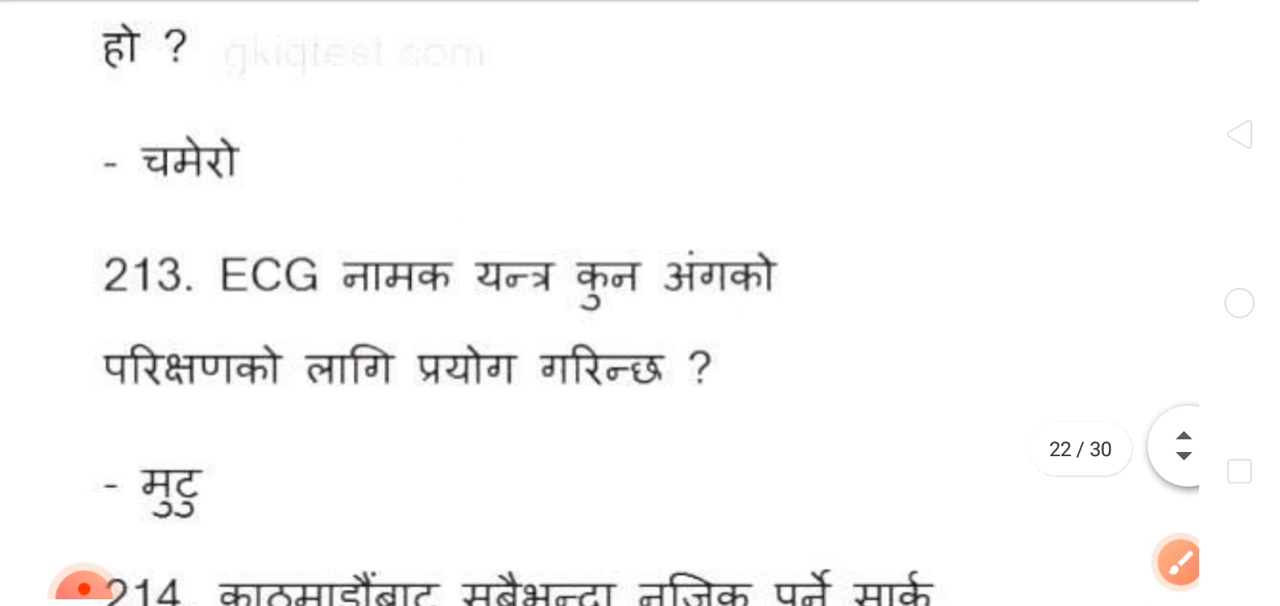 हो ? gkiqtest.com
- चमेरो
213. ECG नामक यन्त्र कुन अंगको
परिक्षणको लागि प्रयोग गरिन्छ ?
22 / 30
- मुटु
214. काठमाडौंबाट सबैभन्दा नजिक पर्ने सार्क